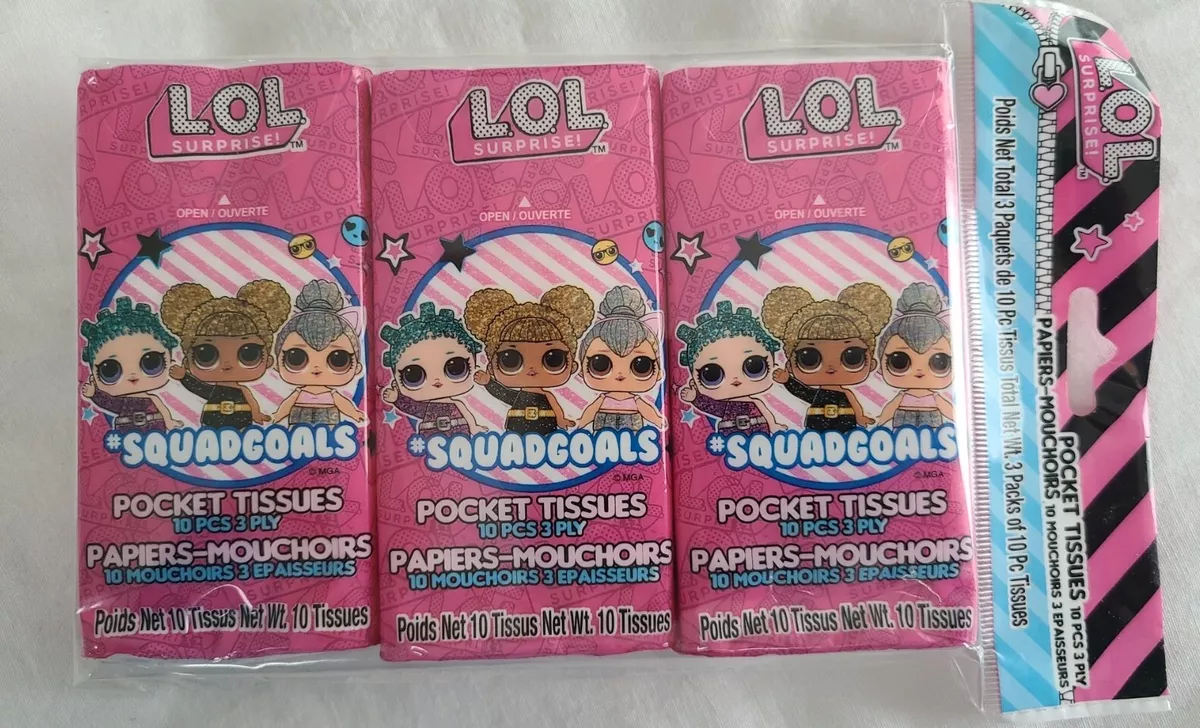 L.O.L.
SURPRISE!™
OPEN / OUVERTE
#SQUADGOALS
© MGA
POCKET TISSUES
10 PCS 3 PLY
PAPIERS-MOUCHOIRS
10 MOUCHOIRS 3 EPAISSEURS
Poids Net 10 Tissus Net Wt. 10 Tissues
L.O.L.
SURPRISE!™
OPEN / OUVERTE
#SQUADGOALS
© MGA
POCKET TISSUES
10 PCS 3 PLY
PAPIERS-MOUCHOIRS
10 MOUCHOIRS 3 EPAISSEURS
Poids Net 10 Tissus Net Wt. 10 Tissues
L.O.L.
SURPRISE!™
OPEN / OUVERTE
#SQUADGOALS
© MGA
POCKET TISSUES
10 PCS 3 PLY
PAPIERS-MOUCHOIRS
10 MOUCHOIRS 3 EPAISSEURS
Poids Net 10 Tissus Net Wt. 10 Tissues
L.O.L.
SURPRISE!™
POCKET TISSUES 10 PCS 3 PLY
PAPIERS-MOUCHOIRS 10 MOUCHOIRS 3 EPAISSEURS
Poids Net Total 3 Paquets de 10 Pc Tissus Total Net Wt. 3 Packs of 10 Pc Tissues